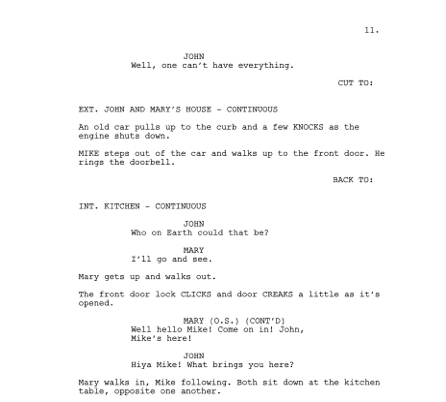 11.
JOHN
Well, one can't have everything.
CUT TO:
EXT. JOHN AND MARY'S HOUSE – CONTINUOUS
An old car pulls up to the curb and a few KNOCKS as the
engine shuts down.
MIKE steps out of the car and walks up to the front door. He
rings the doorbell.
BACK TO:
INT. KITCHEN – CONTINUOUS
JOHN
Who on Earth could that be?
MARY
I'll go and see.
Mary gets up and walks out.
The front door lock CLICKS and door CREAKS a little as it's
opened.
MARY (O.S.) (CONT'D)
Well hello Mike! Come on in! John,
Mike's here!
JOHN
Hiya Mike! What brings you here?
Mary walks in, Mike following. Both sit down at the kitchen
table, opposite one another.